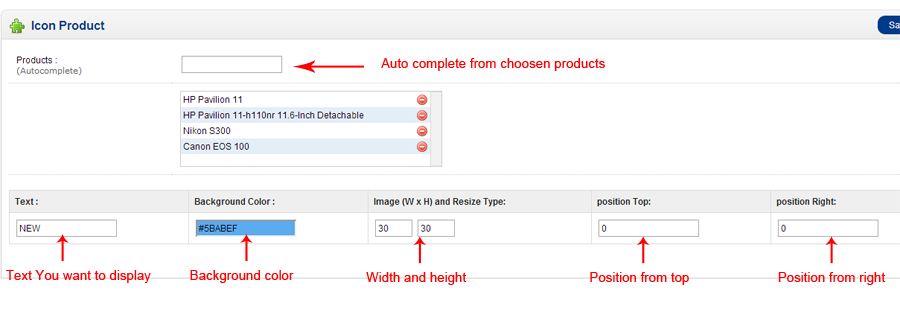 Icon Product
Sa
Products :
(Autocomplete)
Auto complete from choosen products
HP Pavilion 11
HP Pavilion 11-h110nr 11.6-Inch Detachable
Nikon S300
Canon EOS 100
Text : Background Color : Image (W x H) and Resize Type: position Top: position Right:
NEW #5BABEF 30 30 0 0
Text You want to display Background color Width and height Position from top Position from right